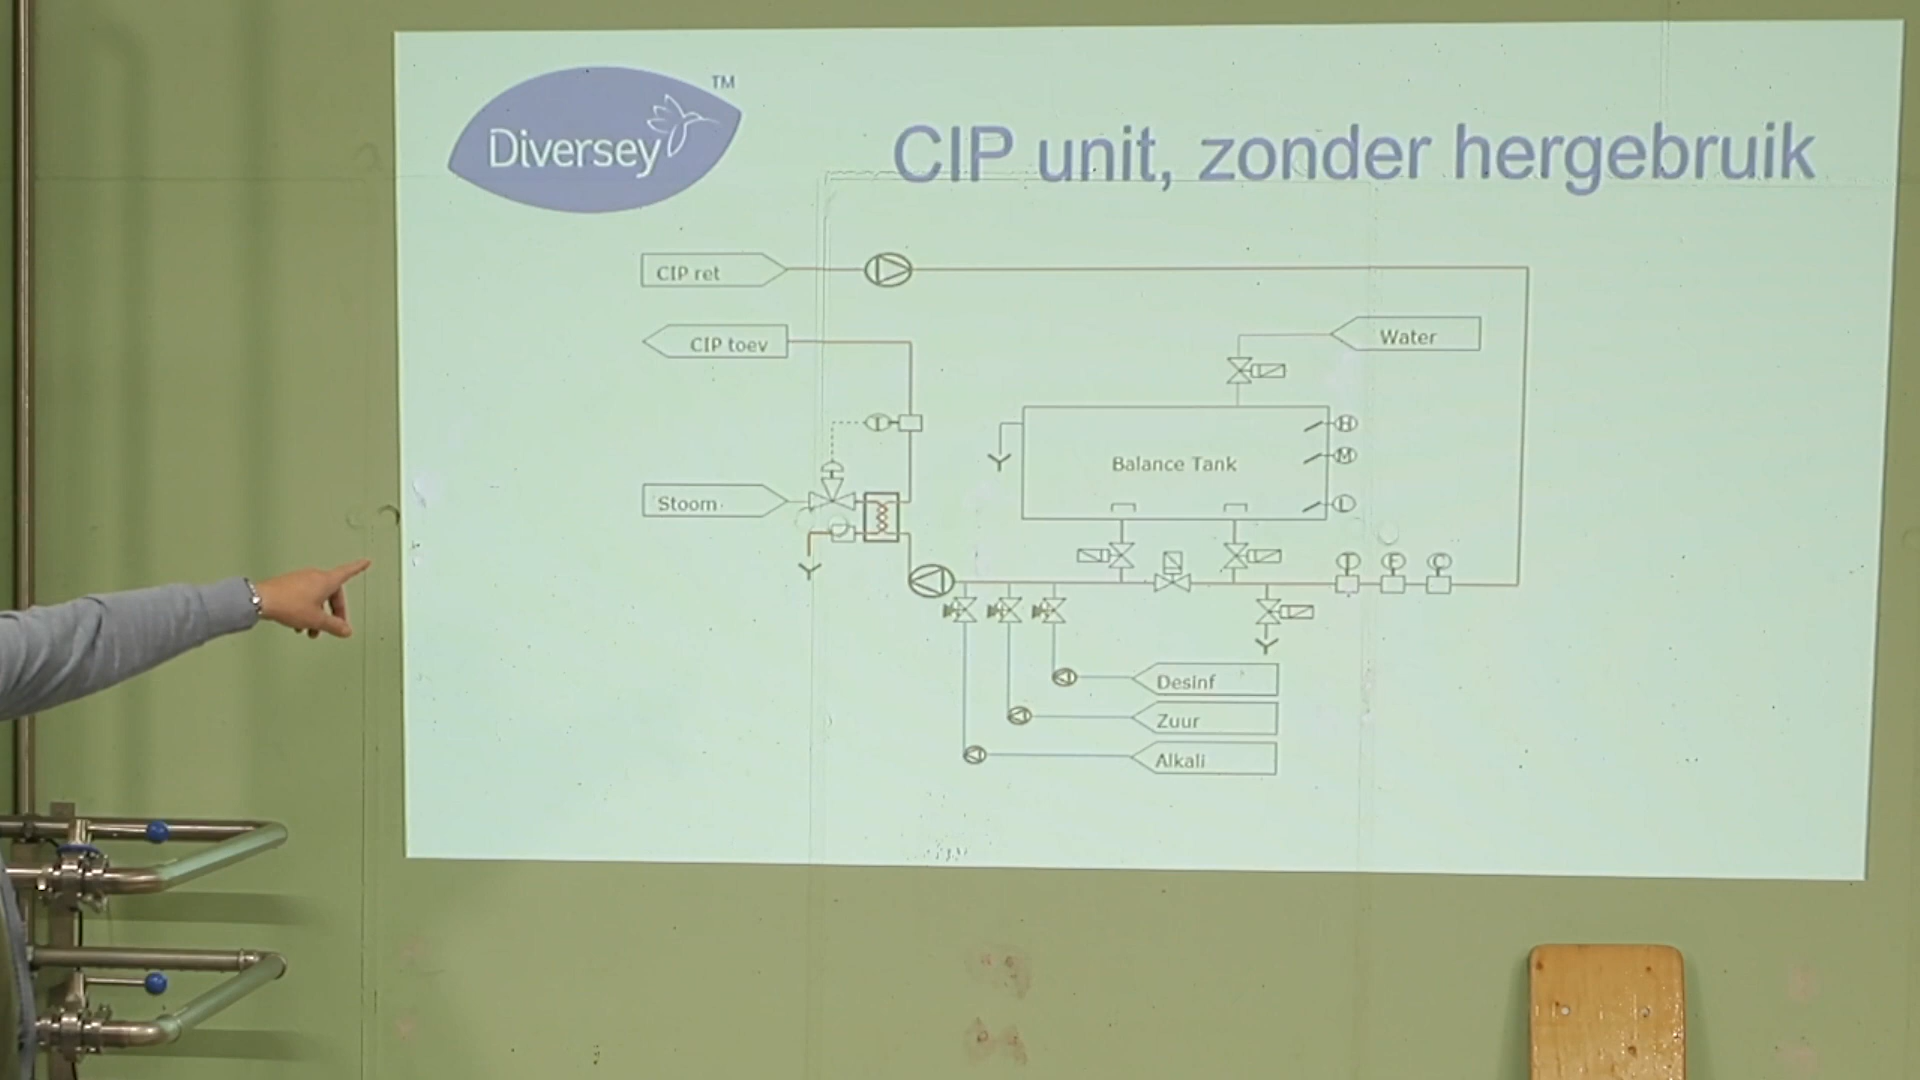 Diversey™
CIP unit, zonder hergebruik
CIP ret
CIP toev
Water
T
H
M
Balance Tank
L
Stoom
T
F
C
Desinf
Zuur
Alkali